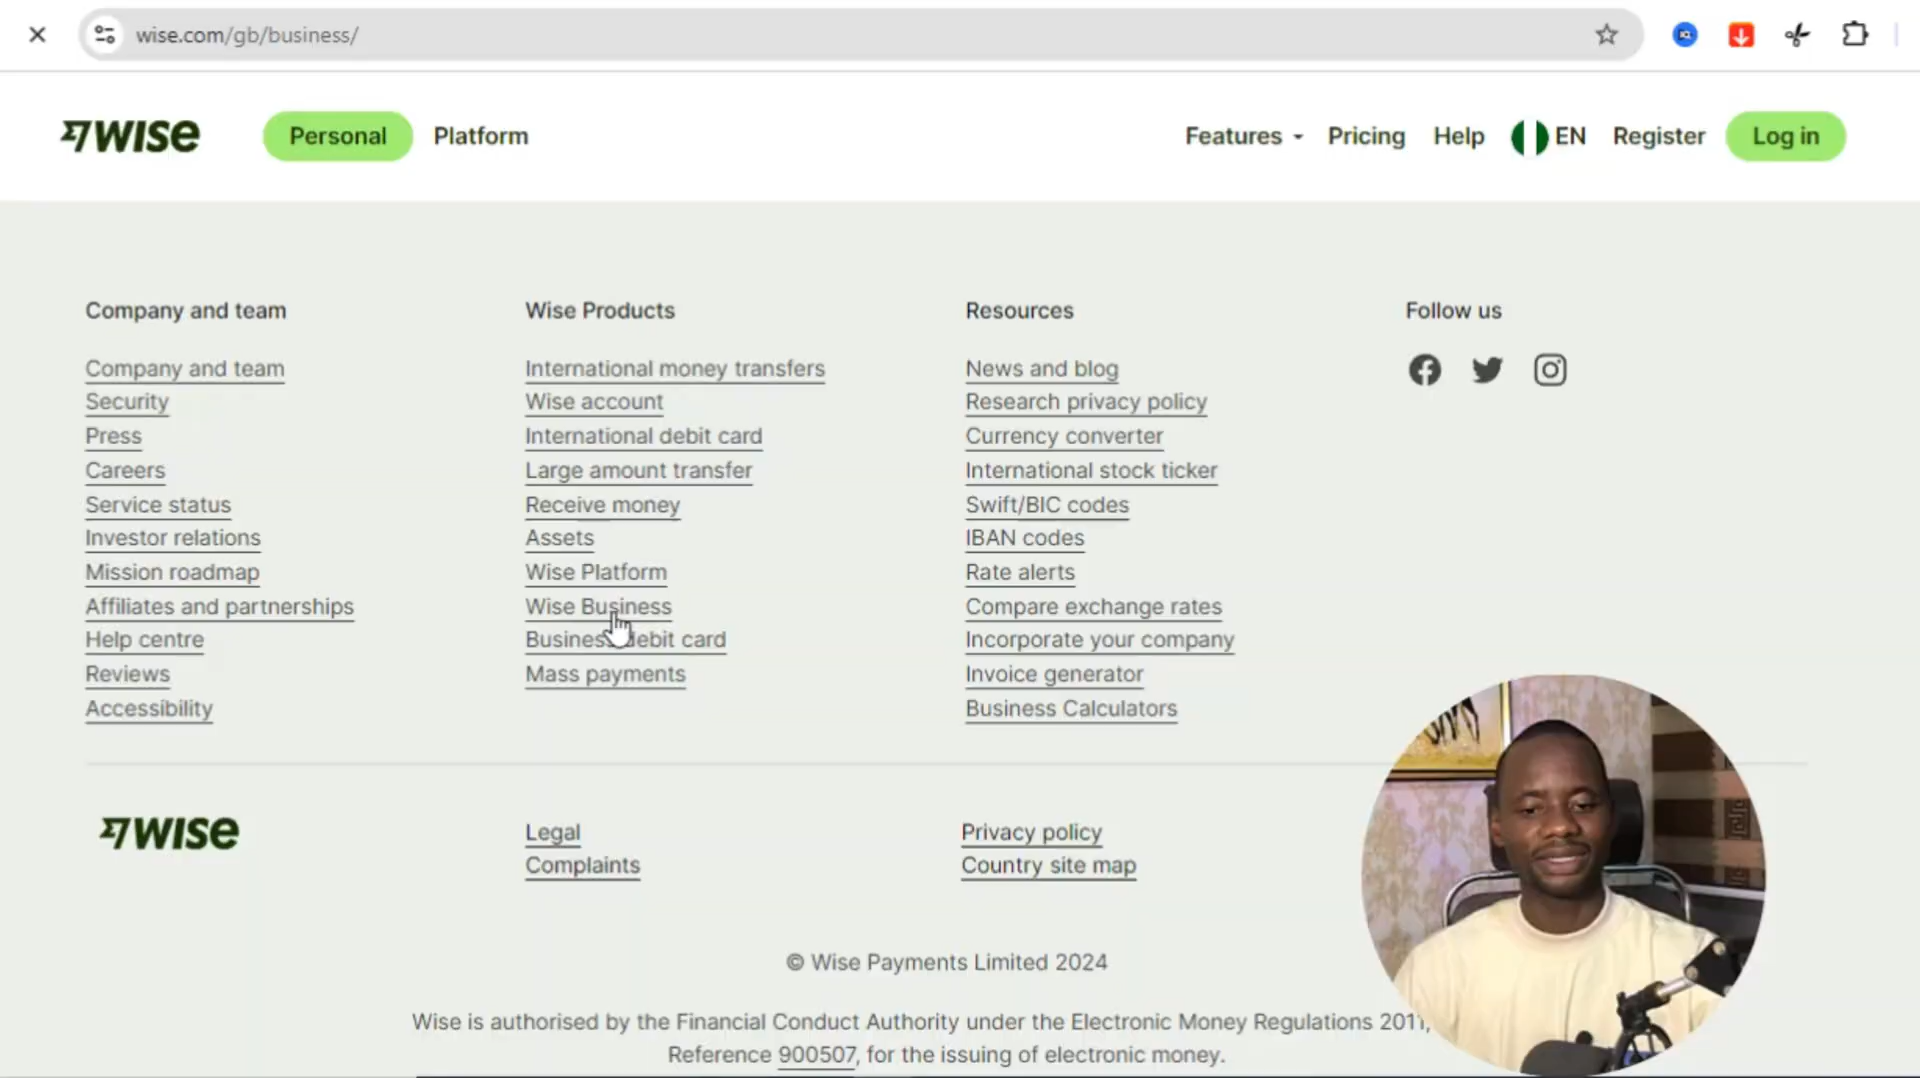 wise.com/gb/business/
WISE
Personal
Platform
Features
Pricing
Help
EN
Register
Log in
Company and team
Company and team
Security
Press
Careers
Service status
Investor relations
Mission roadmap
Affiliates and partnerships
Help centre
Reviews
Accessibility
Wise Products
International money transfers
Wise account
International debit card
Large amount transfer
Receive money
Assets
Wise Platform
Wise Business
Business debit card
Mass payments
Resources
News and blog
Research privacy policy
Currency converter
International stock ticker
Swift/BIC codes
IBAN codes
Rate alerts
Compare exchange rates
Incorporate your company
Invoice generator
Business Calculators
Follow us
WISE
Legal
Complaints
Privacy policy
Country site map
© Wise Payments Limited 2024
Wise is authorised by the Financial Conduct Authority under the Electronic Money Regulations 2011,
Reference 900507, for the issuing of electronic money.